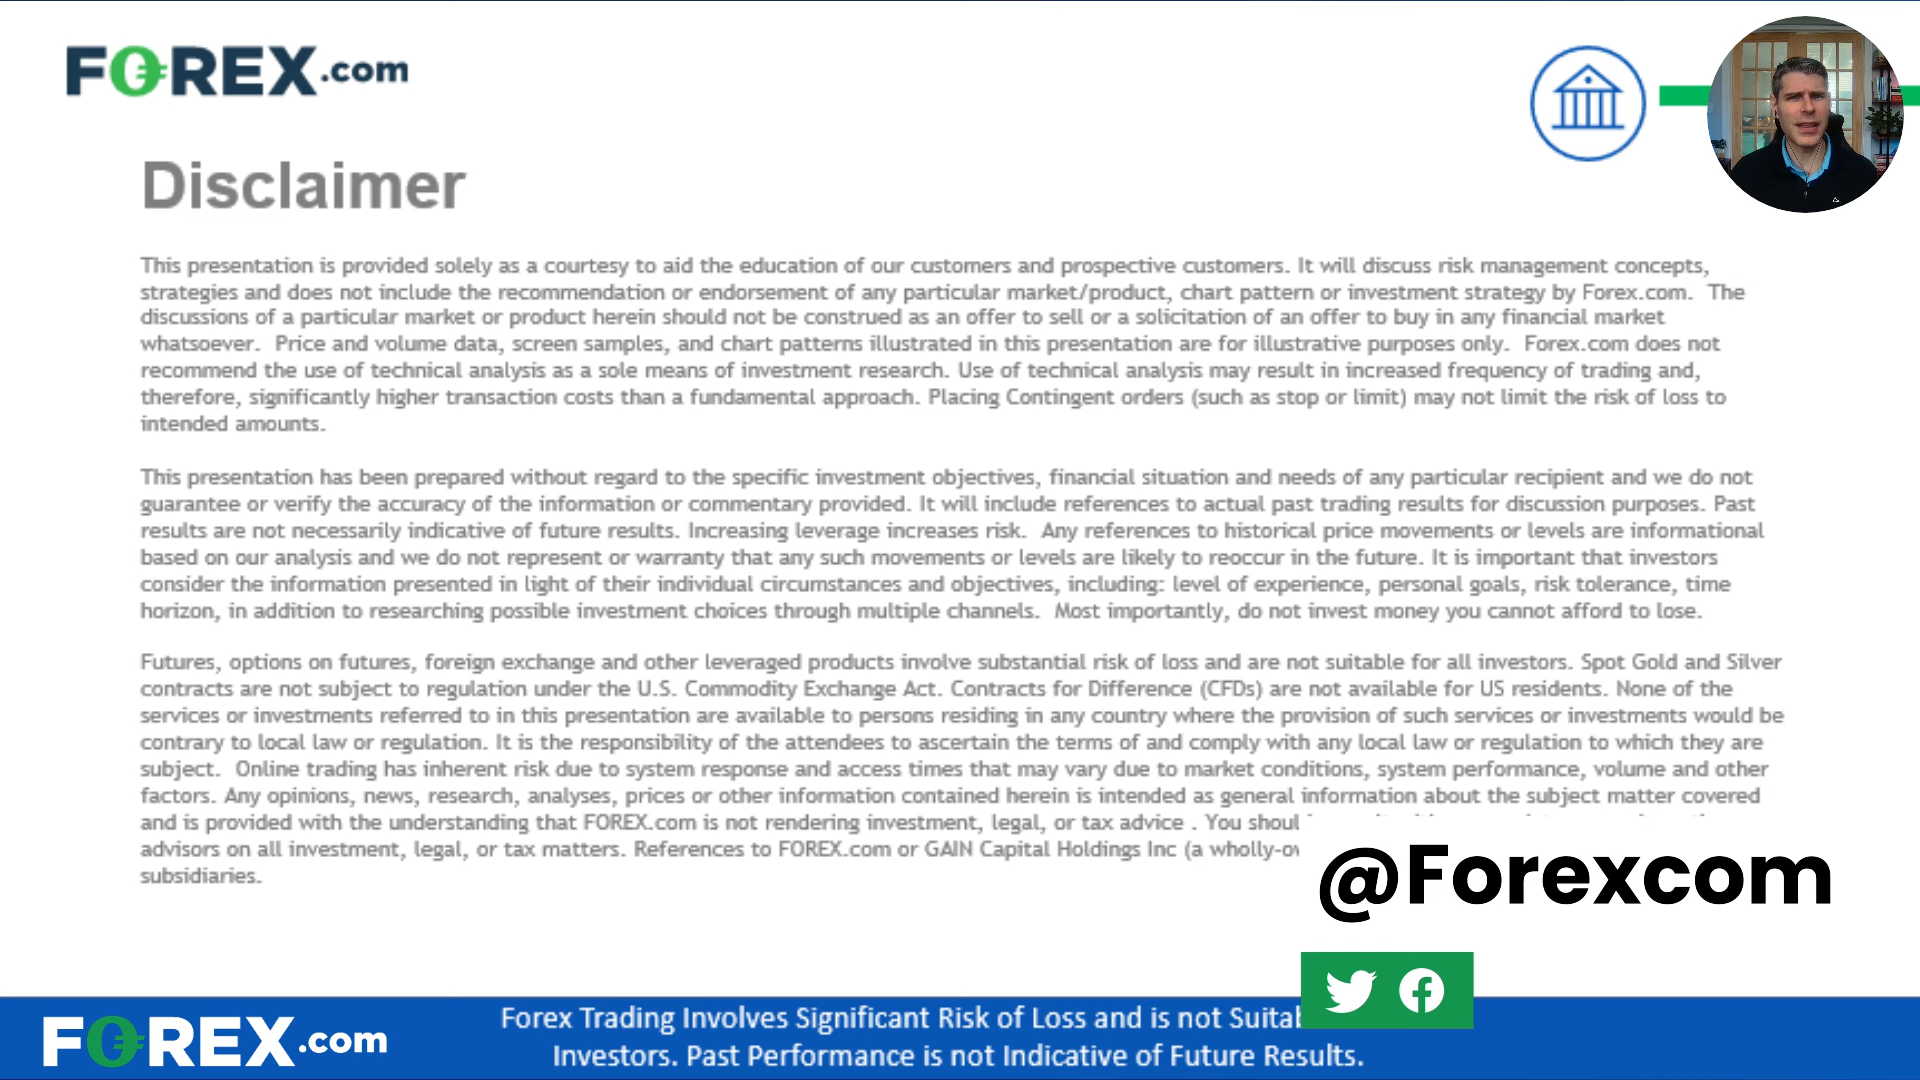 FOREX.com
Disclaimer
This presentation is provided solely as a courtesy to aid the education of our customers and prospective customers. It will discuss risk management concepts,
strategies and does not include the recommendation or endorsement of any particular market/product, chart pattern or investment strategy by Forex.com. The
discussions of a particular market or product herein should not be construed as an offer to sell or a solicitation of an offer to buy in any financial market
whatsoever. Price and volume data, screen samples, and chart patterns illustrated in this presentation are for illustrative purposes only. Forex.com does not
recommend the use of technical analysis as a sole means of investment research. Use of technical analysis may result in increased frequency of trading and,
therefore, significantly higher transaction costs than a fundamental approach. Placing Contingent orders (such as stop or limit) may not limit the risk of loss to
intended amounts.
This presentation has been prepared without regard to the specific investment objectives, financial situation and needs of any particular recipient and we do not
guarantee or verify the accuracy of the information or commentary provided. It will include references to actual past trading results for discussion purposes. Past
results are not necessarily indicative of future results. Increasing leverage increases risk. Any references to historical price movements or levels are informational
based on our analysis and we do not represent or warranty that any such movements or levels are likely to reoccur in the future. It is important that investors
consider the information presented in light of their individual circumstances and objectives, including: level of experience, personal goals, risk tolerance, time
horizon, in addition to researching possible investment choices through multiple channels. Most importantly, do not invest money you cannot afford to lose.
Futures, options on futures, foreign exchange and other leveraged products involve substantial risk of loss and are not suitable for all investors. Spot Gold and Silver
contracts are not subject to regulation under the U.S. Commodity Exchange Act. Contracts for Difference (CFDs) are not available for US residents. None of the
services or investments referred to in this presentation are available to persons residing in any country where the provision of such services or investments would be
contrary to local law or regulation. It is the responsibility of the attendees to ascertain the terms of and comply with any local law or regulation to which they are
subject. Online trading has inherent risk due to system response and access times that may vary due to market conditions, system performance, volume and other
factors. Any opinions, news, research, analyses, prices or other information contained herein is intended as general information about the subject matter covered
and is provided with the understanding that FOREX.com is not rendering investment, legal, or tax advice . You
advisors on all investment, legal, or tax matters. References to FOREX.com or GAIN Capital Holdings Inc (a
subsidiaries.
@Forexcom
FOREX.com
Forex Trading Involves Significant Risk of Loss and is not
Investors. Past Performance is not Indicative of Future Results.